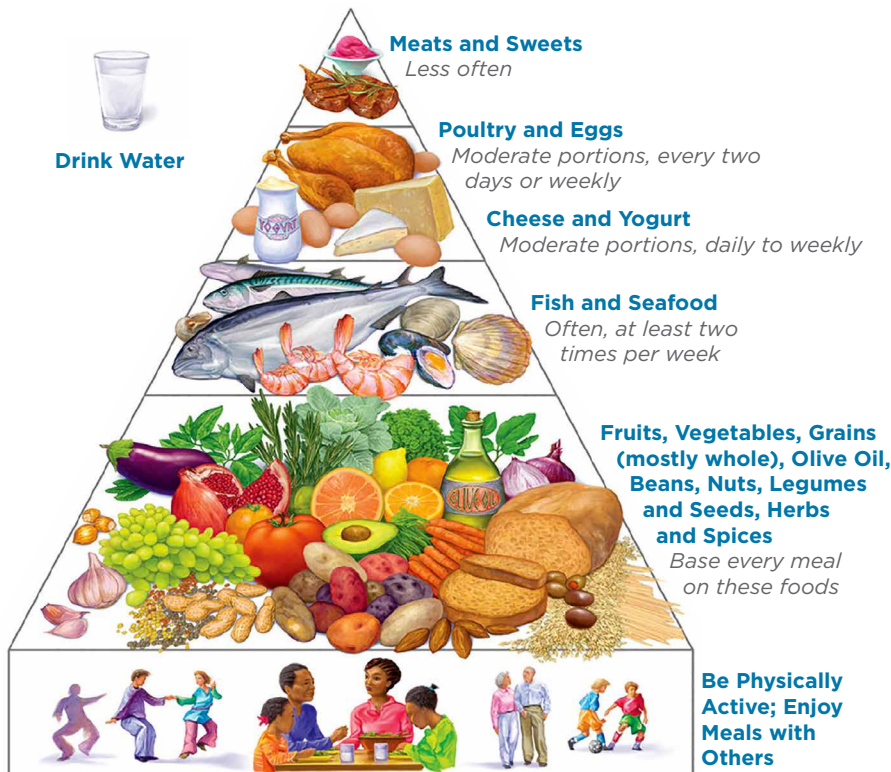 Meats and Sweets
Less often
Drink Water
Poultry and Eggs
Moderate portions, every two
days or weekly
YOGURT
Cheese and Yogurt
Moderate portions, daily to weekly
Fish and Seafood
Often, at least two
times per week
Fruits, Vegetables, Grains
(mostly whole), Olive Oil,
Beans, Nuts, Legumes
and Seeds, Herbs
and Spices
Base every meal
on these foods
OLIVE OIL
Be Physically
Active; Enjoy
Meals with
Others